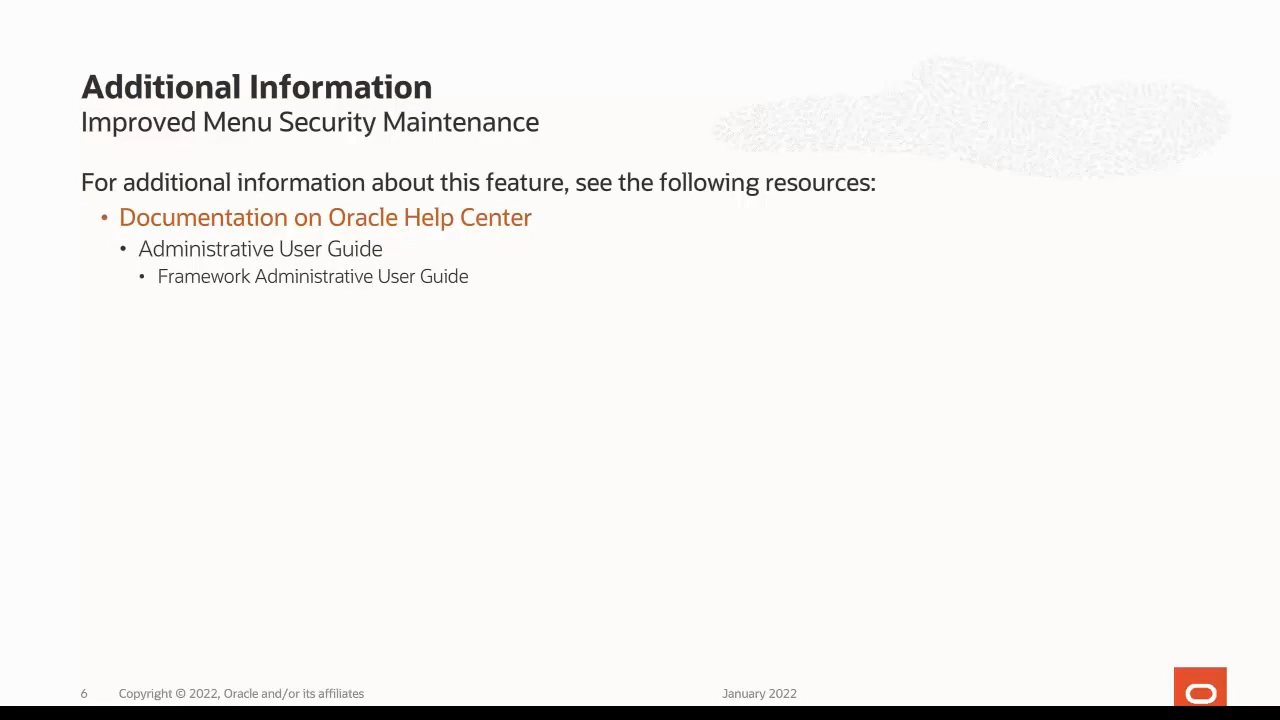 Additional Information
Improved Menu Security Maintenance
For additional information about this feature, see the following resources:
• Documentation on Oracle Help Center
• Administrative User Guide
• Framework Administrative User Guide
6 Copyright © 2022, Oracle and/or its affiliates January 2022